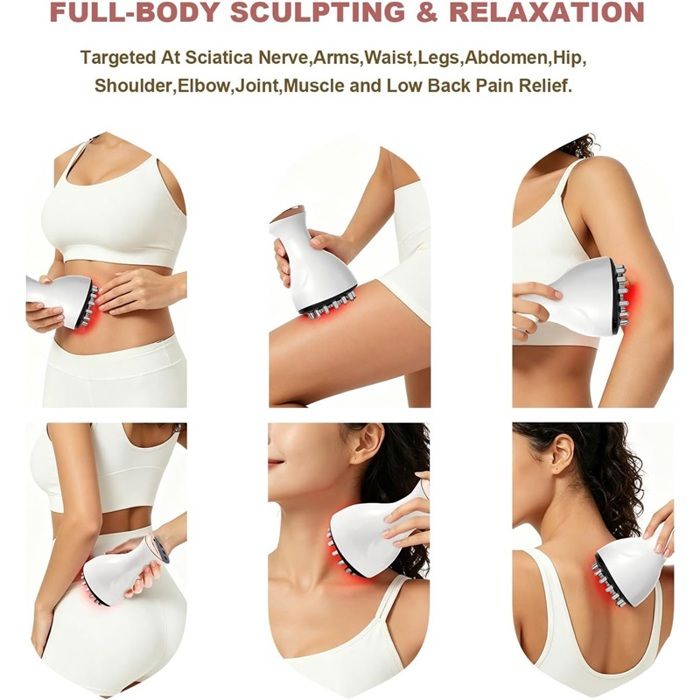 FULL-BODY SCULPTING & RELAXATION
Targeted At Sciatica Nerve,Arms,Waist,Legs,Abdomen,Hip,
Shoulder,Elbow,Joint,Muscle and Low Back Pain Relief.